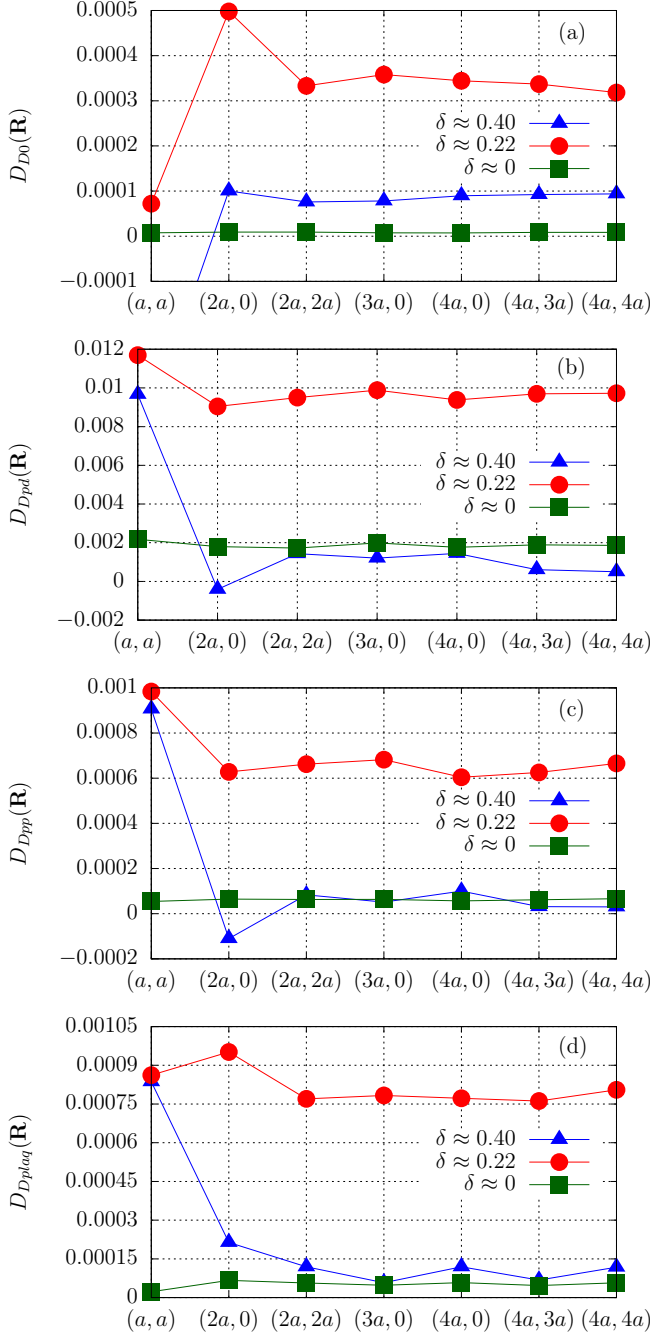 0.0005
(a)
0.0004
0.0003
δ ≈ 0.40
0.0002
δ ≈ 0.22
δ ≈ 0
0.0001
0
−0.0001
D_{D0}(R)
(a, a) (2a, 0) (2a, 2a) (3a, 0) (4a, 0) (4a, 3a) (4a, 4a)
0.012
(b)
0.01
0.008
δ ≈ 0.40
0.006
δ ≈ 0.22
0.004
δ ≈ 0
0.002
0
−0.002
D_{Dpd}(R)
(a, a) (2a, 0) (2a, 2a) (3a, 0) (4a, 0) (4a, 3a) (4a, 4a)
0.001
(c)
0.0008
0.0006
δ ≈ 0.40
0.0004
δ ≈ 0.22
δ ≈ 0
0.0002
0
−0.0002
D_{Dpp}(R)
(a, a) (2a, 0) (2a, 2a) (3a, 0) (4a, 0) (4a, 3a) (4a, 4a)
0.00105
(d)
0.0009
0.00075
0.0006
δ ≈ 0.40
δ ≈ 0.22
0.00045
δ ≈ 0
0.0003
0.00015
0
D_{Dplaq}(R)
(a, a) (2a, 0) (2a, 2a) (3a, 0) (4a, 0) (4a, 3a) (4a, 4a)